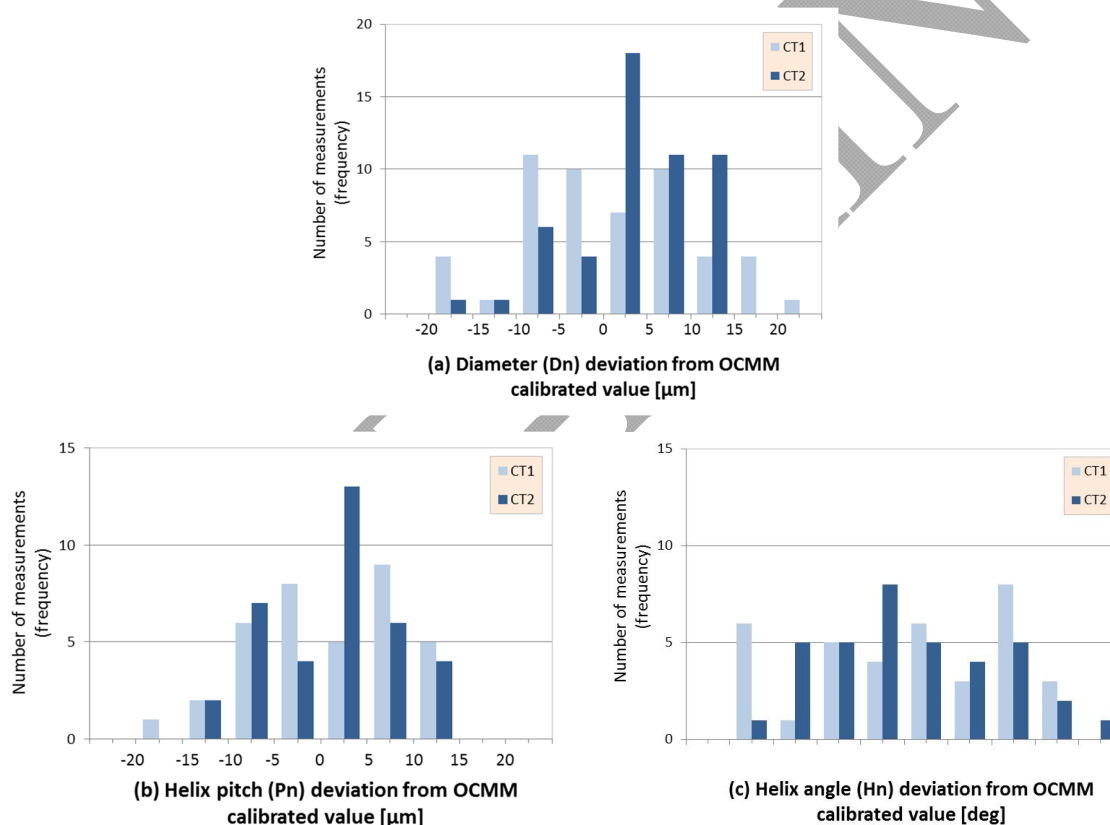 20
15
10
5
0
Number of measurements
(frequency)
CT1
CT2
-20 -15 -10 -5 0 5 10 15 20
(a) Diameter (Dn) deviation from OCMM
calibrated value [µm]
15
10
5
0
Number of measurements
(frequency)
CT1
CT2
-20 -15 -10 -5 0 5 10 15 20
(b) Helix pitch (Pn) deviation from OCMM
calibrated value [µm]
15
10
5
0
Number of measurements
(frequency)
CT1
CT2
(c) Helix angle (Hn) deviation from OCMM
calibrated value [deg]